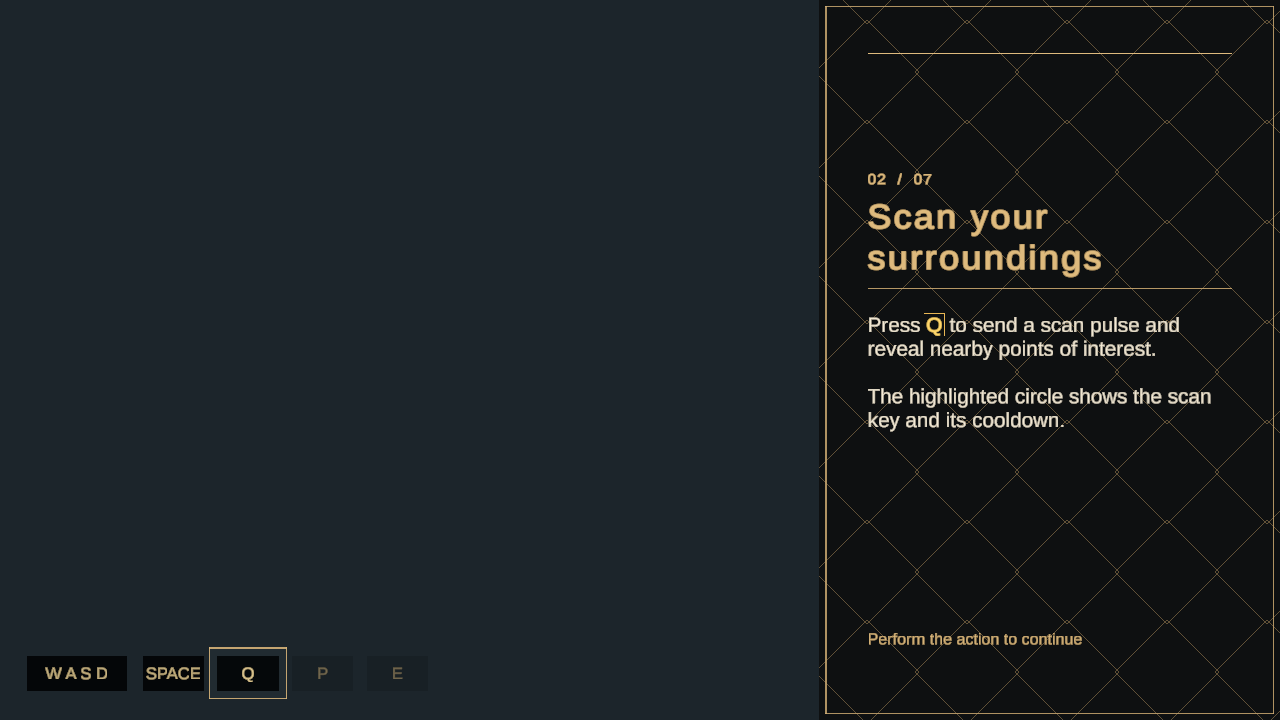 02 / 07
Scan your
surroundings
Press Q to send a scan pulse and
reveal nearby points of interest.
The highlighted circle shows the scan
key and its cooldown.
Perform the action to continue
WASD SPACE Q P E